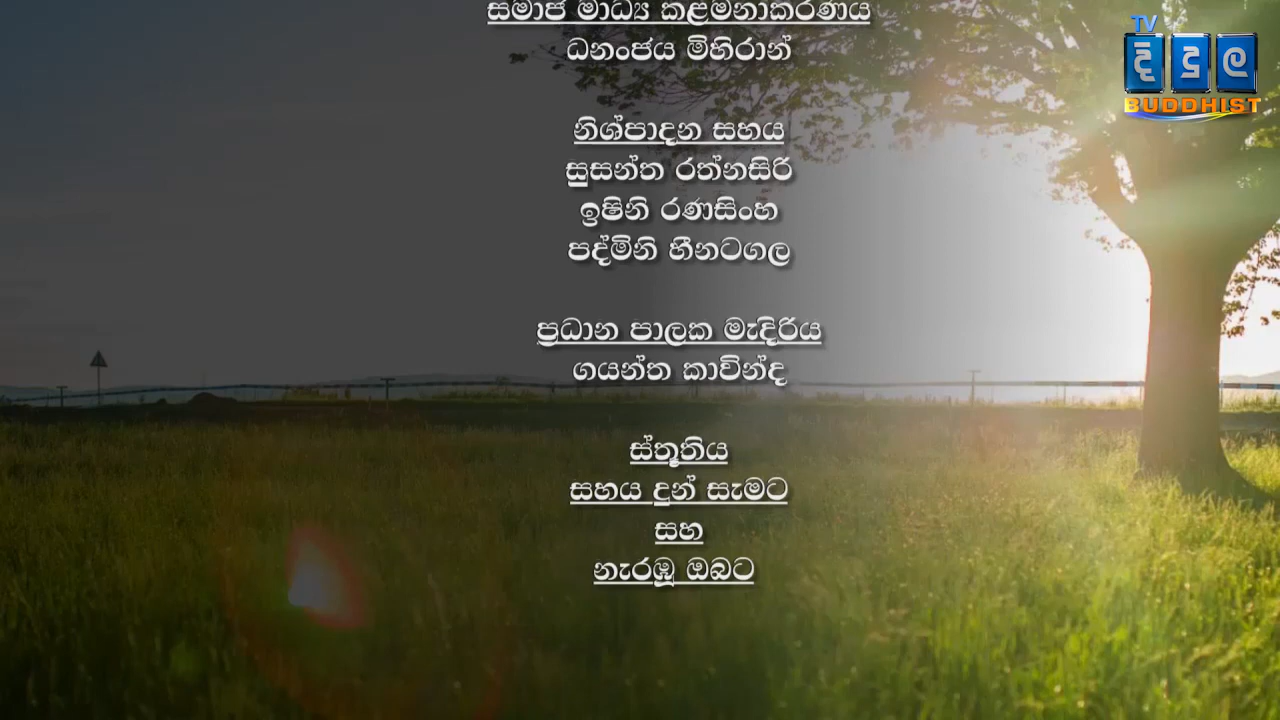 සමාජ මාධ්‍ය කළමනාකරණය
ධනංජය මිහිරාන්
නිශ්පාදන සහය
සුසන්ත රත්නසිරි
ඉෂිනි රණසිංහ
පද්මිනි හීනටගල
ප්‍රධාන පාලක මැදිරිය
ගයන්ත කාවින්ද
ස්තූතිය
සහය දුන් සැමට
සහ
නැරඹූ ඔබට
TV
දිදුල
BUDDHIST